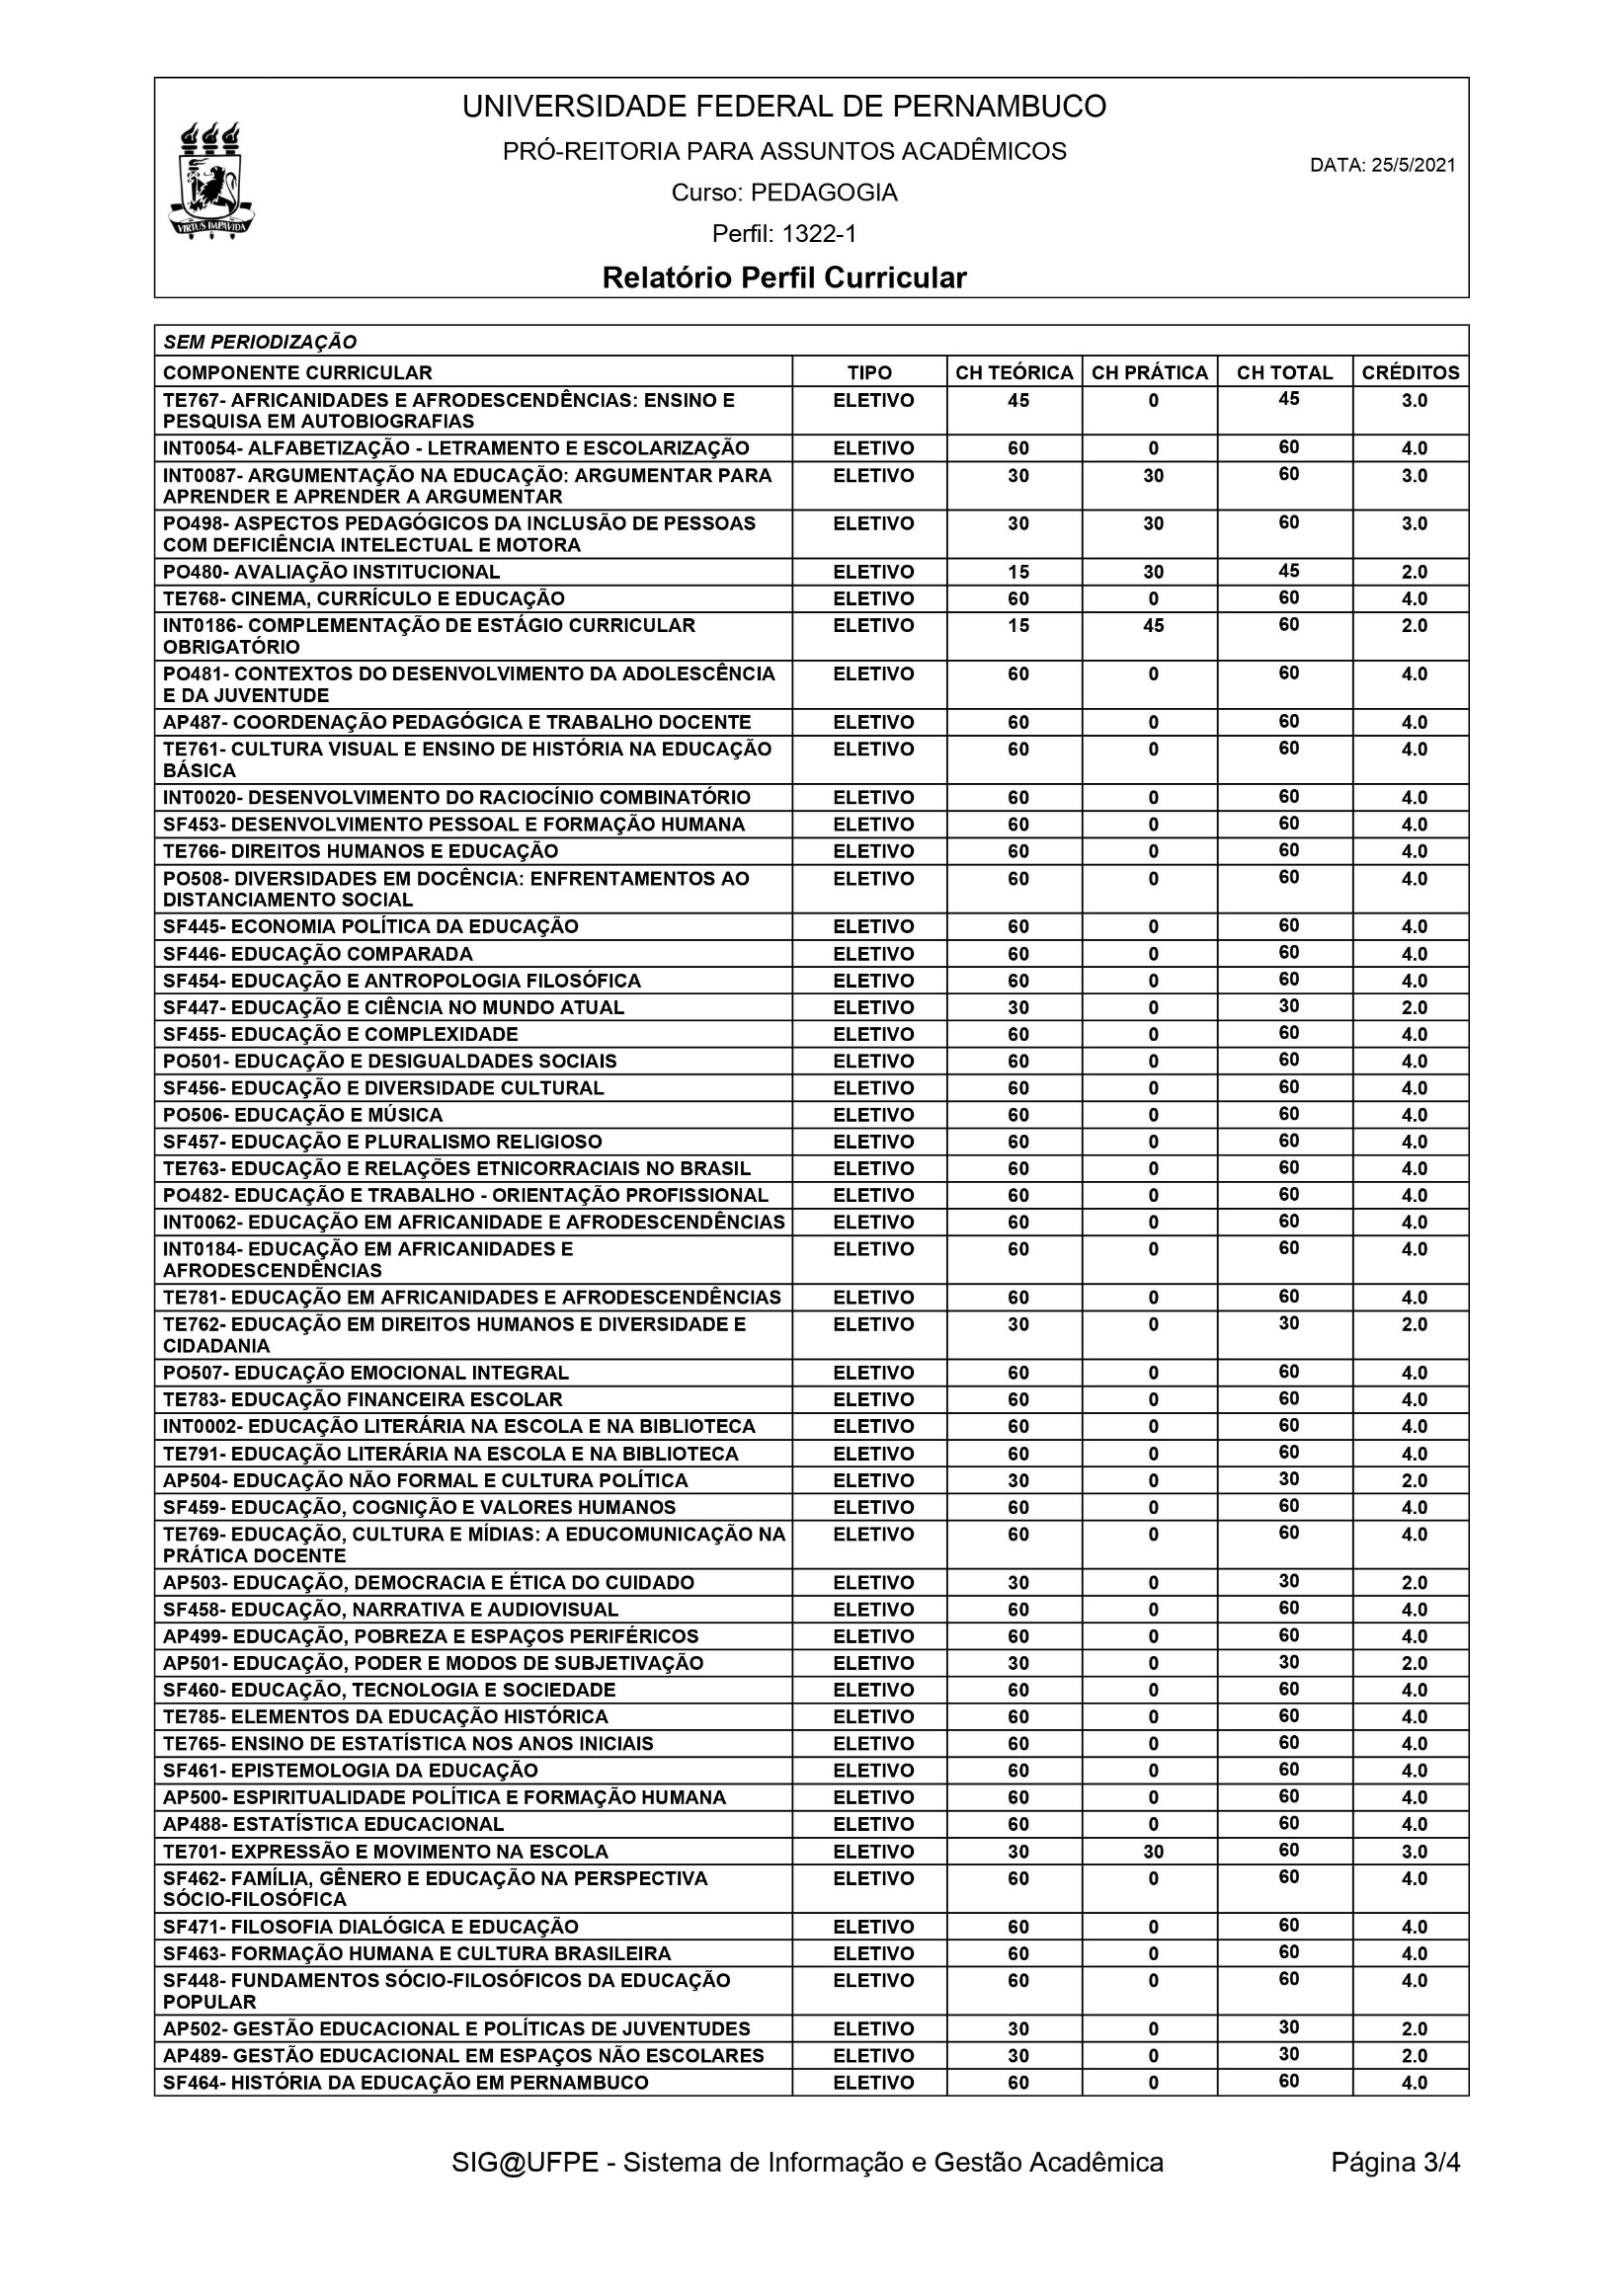 UNIVERSIDADE FEDERAL DE PERNAMBUCO
PRÓ-REITORIA PARA ASSUNTOS ACADÊMICOS
DATA: 25/5/2021
Curso: PEDAGOGIA
VIRTUS IMPAVIDA
Perfil: 1322-1
Relatório Perfil Curricular
SEM PERIODIZAÇÃO
COMPONENTE CURRICULAR TIPO CH TEÓRICA CH PRÁTICA CH TOTAL CRÉDITOS
TE767- AFRICANIDADES E AFRODESCENDÊNCIAS: ENSINO E ELETIVO 45 0 45 3.0
PESQUISA EM AUTOBIOGRAFIAS
INT0054- ALFABETIZAÇÃO - LETRAMENTO E ESCOLARIZAÇÃO ELETIVO 60 0 60 4.0
INT0087- ARGUMENTAÇÃO NA EDUCAÇÃO: ARGUMENTAR PARA ELETIVO 30 30 60 3.0
APRENDER E APRENDER A ARGUMENTAR
PO498- ASPECTOS PEDAGÓGICOS DA INCLUSÃO DE PESSOAS ELETIVO 30 30 60 3.0
COM DEFICIÊNCIA INTELECTUAL E MOTORA
PO480- AVALIAÇÃO INSTITUCIONAL ELETIVO 15 30 45 2.0
TE768- CINEMA, CURRÍCULO E EDUCAÇÃO ELETIVO 60 0 60 4.0
INT0186- COMPLEMENTAÇÃO DE ESTÁGIO CURRICULAR ELETIVO 15 45 60 2.0
OBRIGATÓRIO
PO481- CONTEXTOS DO DESENVOLVIMENTO DA ADOLESCÊNCIA ELETIVO 60 0 60 4.0
E DA JUVENTUDE
AP487- COORDENAÇÃO PEDAGÓGICA E TRABALHO DOCENTE ELETIVO 60 0 60 4.0
TE761- CULTURA VISUAL E ENSINO DE HISTÓRIA NA EDUCAÇÃO ELETIVO 60 0 60 4.0
BÁSICA
INT0020- DESENVOLVIMENTO DO RACIOCÍNIO COMBINATÓRIO ELETIVO 60 0 60 4.0
SF453- DESENVOLVIMENTO PESSOAL E FORMAÇÃO HUMANA ELETIVO 60 0 60 4.0
TE766- DIREITOS HUMANOS E EDUCAÇÃO ELETIVO 60 0 60 4.0
PO508- DIVERSIDADES EM DOCÊNCIA: ENFRENTAMENTOS AO ELETIVO 60 0 60 4.0
DISTANCIAMENTO SOCIAL
SF445- ECONOMIA POLÍTICA DA EDUCAÇÃO ELETIVO 60 0 60 4.0
SF446- EDUCAÇÃO COMPARADA ELETIVO 60 0 60 4.0
SF454- EDUCAÇÃO E ANTROPOLOGIA FILOSÓFICA ELETIVO 60 0 60 4.0
SF447- EDUCAÇÃO E CIÊNCIA NO MUNDO ATUAL ELETIVO 30 0 30 2.0
SF455- EDUCAÇÃO E COMPLEXIDADE ELETIVO 60 0 60 4.0
PO501- EDUCAÇÃO E DESIGUALDADES SOCIAIS ELETIVO 60 0 60 4.0
SF456- EDUCAÇÃO E DIVERSIDADE CULTURAL ELETIVO 60 0 60 4.0
PO506- EDUCAÇÃO E MÚSICA ELETIVO 60 0 60 4.0
SF457- EDUCAÇÃO E PLURALISMO RELIGIOSO ELETIVO 60 0 60 4.0
TE763- EDUCAÇÃO E RELAÇÕES ETNICORRACIAIS NO BRASIL ELETIVO 60 0 60 4.0
PO482- EDUCAÇÃO E TRABALHO - ORIENTAÇÃO PROFISSIONAL ELETIVO 60 0 60 4.0
INT0062- EDUCAÇÃO EM AFRICANIDADE E AFRODESCENDÊNCIAS ELETIVO 60 0 60 4.0
INT0184- EDUCAÇÃO EM AFRICANIDADES E ELETIVO 60 0 60 4.0
AFRODESCENDÊNCIAS
TE781- EDUCAÇÃO EM AFRICANIDADES E AFRODESCENDÊNCIAS ELETIVO 60 0 60 4.0
TE762- EDUCAÇÃO EM DIREITOS HUMANOS E DIVERSIDADE E ELETIVO 30 0 30 2.0
CIDADANIA
PO507- EDUCAÇÃO EMOCIONAL INTEGRAL ELETIVO 60 0 60 4.0
TE783- EDUCAÇÃO FINANCEIRA ESCOLAR ELETIVO 60 0 60 4.0
INT0002- EDUCAÇÃO LITERÁRIA NA ESCOLA E NA BIBLIOTECA ELETIVO 60 0 60 4.0
TE791- EDUCAÇÃO LITERÁRIA NA ESCOLA E NA BIBLIOTECA ELETIVO 60 0 60 4.0
AP504- EDUCAÇÃO NÃO FORMAL E CULTURA POLÍTICA ELETIVO 30 0 30 2.0
SF459- EDUCAÇÃO, COGNIÇÃO E VALORES HUMANOS ELETIVO 60 0 60 4.0
TE769- EDUCAÇÃO, CULTURA E MÍDIAS: A EDUCOMUNICAÇÃO NA ELETIVO 60 0 60 4.0
PRÁTICA DOCENTE
AP503- EDUCAÇÃO, DEMOCRACIA E ÉTICA DO CUIDADO ELETIVO 30 0 30 2.0
SF458- EDUCAÇÃO, NARRATIVA E AUDIOVISUAL ELETIVO 60 0 60 4.0
AP499- EDUCAÇÃO, POBREZA E ESPAÇOS PERIFÉRICOS ELETIVO 60 0 60 4.0
AP501- EDUCAÇÃO, PODER E MODOS DE SUBJETIVAÇÃO ELETIVO 30 0 30 2.0
SF460- EDUCAÇÃO, TECNOLOGIA E SOCIEDADE ELETIVO 60 0 60 4.0
TE785- ELEMENTOS DA EDUCAÇÃO HISTÓRICA ELETIVO 60 0 60 4.0
TE765- ENSINO DE ESTATÍSTICA NOS ANOS INICIAIS ELETIVO 60 0 60 4.0
SF461- EPISTEMOLOGIA DA EDUCAÇÃO ELETIVO 60 0 60 4.0
AP500- ESPIRITUALIDADE POLÍTICA E FORMAÇÃO HUMANA ELETIVO 60 0 60 4.0
AP488- ESTATÍSTICA EDUCACIONAL ELETIVO 60 0 60 4.0
TE701- EXPRESSÃO E MOVIMENTO NA ESCOLA ELETIVO 30 30 60 3.0
SF462- FAMÍLIA, GÊNERO E EDUCAÇÃO NA PERSPECTIVA ELETIVO 60 0 60 4.0
SÓCIO-FILOSÓFICA
SF471- FILOSOFIA DIALÓGICA E EDUCAÇÃO ELETIVO 60 0 60 4.0
SF463- FORMAÇÃO HUMANA E CULTURA BRASILEIRA ELETIVO 60 0 60 4.0
SF448- FUNDAMENTOS SÓCIO-FILOSÓFICOS DA EDUCAÇÃO ELETIVO 60 0 60 4.0
POPULAR
AP502- GESTÃO EDUCACIONAL E POLÍTICAS DE JUVENTUDES ELETIVO 30 0 30 2.0
AP489- GESTÃO EDUCACIONAL EM ESPAÇOS NÃO ESCOLARES ELETIVO 30 0 30 2.0
SF464- HISTÓRIA DA EDUCAÇÃO EM PERNAMBUCO ELETIVO 60 0 60 4.0
SIG@UFPE - Sistema de Informação e Gestão Acadêmica Página 3/4